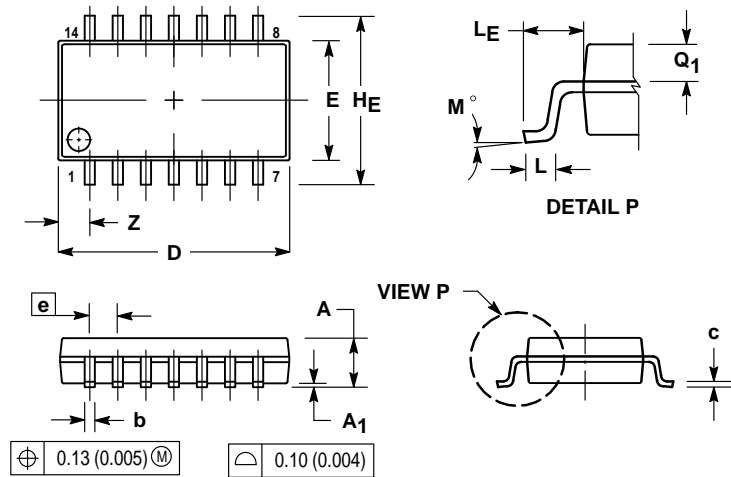 14 8
E
H_E
1 7
Z
D
L_E
Q_1
M°
L
DETAIL P
e
A
b
A_1
VIEW P
c
⌖ 0.13 (0.005) Ⓜ
⌓ 0.10 (0.004)